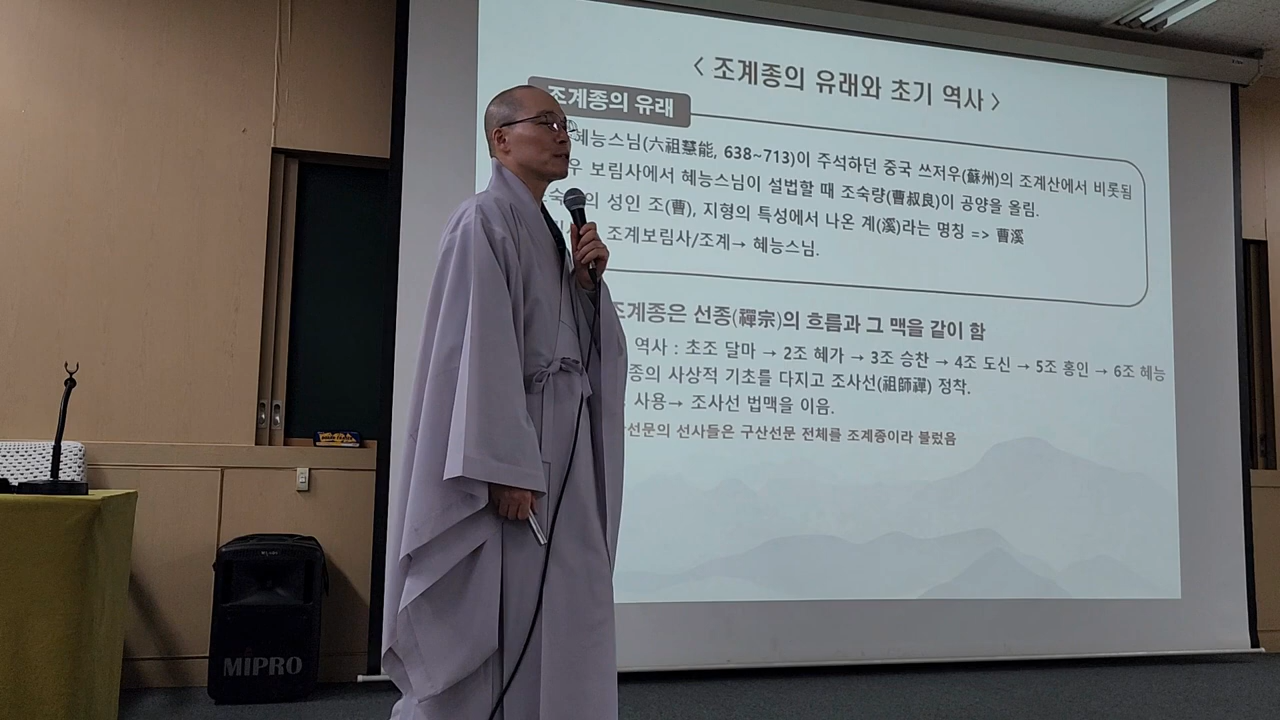 < 조계종의 유래와 초기 역사 >
조계종의 유래
혜능스님(六祖慧能, 638~713)이 주석하던 중국 쓰저우(蘇州)의 조계산에서 비롯됨
우 보림사에서 혜능스님이 설법할 때 조숙량(曹叔良)이 공양을 올림.
의 성인 조(曹), 지형의 특성에서 나온 계(溪)라는 명칭 => 曹溪
조계보림사/조계→ 혜능스님.
조계종은 선종(禪宗)의 흐름과 그 맥을 같이 함
역사 : 초조 달마 → 2조 혜가 → 3조 승찬 → 4조 도신 → 5조 홍인 → 6조 혜능
종의 사상적 기초를 다지고 조사선(祖師禪) 정착.
사용→ 조사선 법맥을 이음.
선문의 선사들은 구산선문 전체를 조계종이라 불렀음
MIPRO